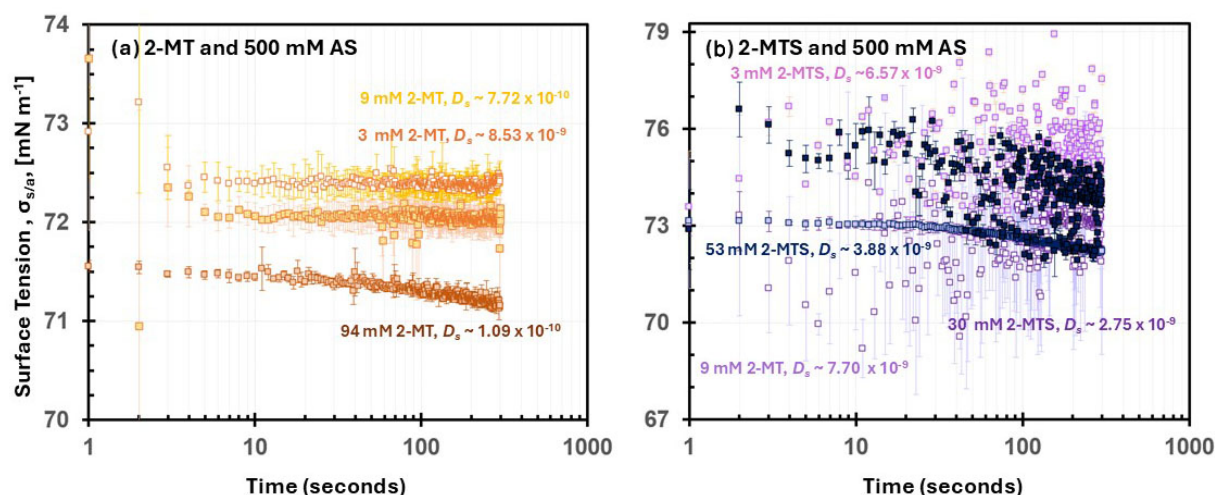 (a) 2-MT and 500 mM AS
9 mM 2-MT, Ds ~ 7.72 x 10-10
3 mM 2-MT, Ds ~ 8.53 x 10-9
94 mM 2-MT, Ds ~ 1.09 x 10-10
Surface Tension , σs/a, [mN m-1]
74
73
72
71
70
1
10
100
1000
Time (seconds)
(b) 2-MTS and 500 mM AS
3 mM 2-MTS, Ds ~ 6.57 x 10-9
53 mM 2-MTS, Ds ~ 3.88 x 10-9
30 mM 2-MTS, Ds ~ 2.75 x 10-9
9 mM 2-MT, Ds ~ 7.70 x 10-9
79
76
73
70
67
1
10
100
1000
Time (seconds)